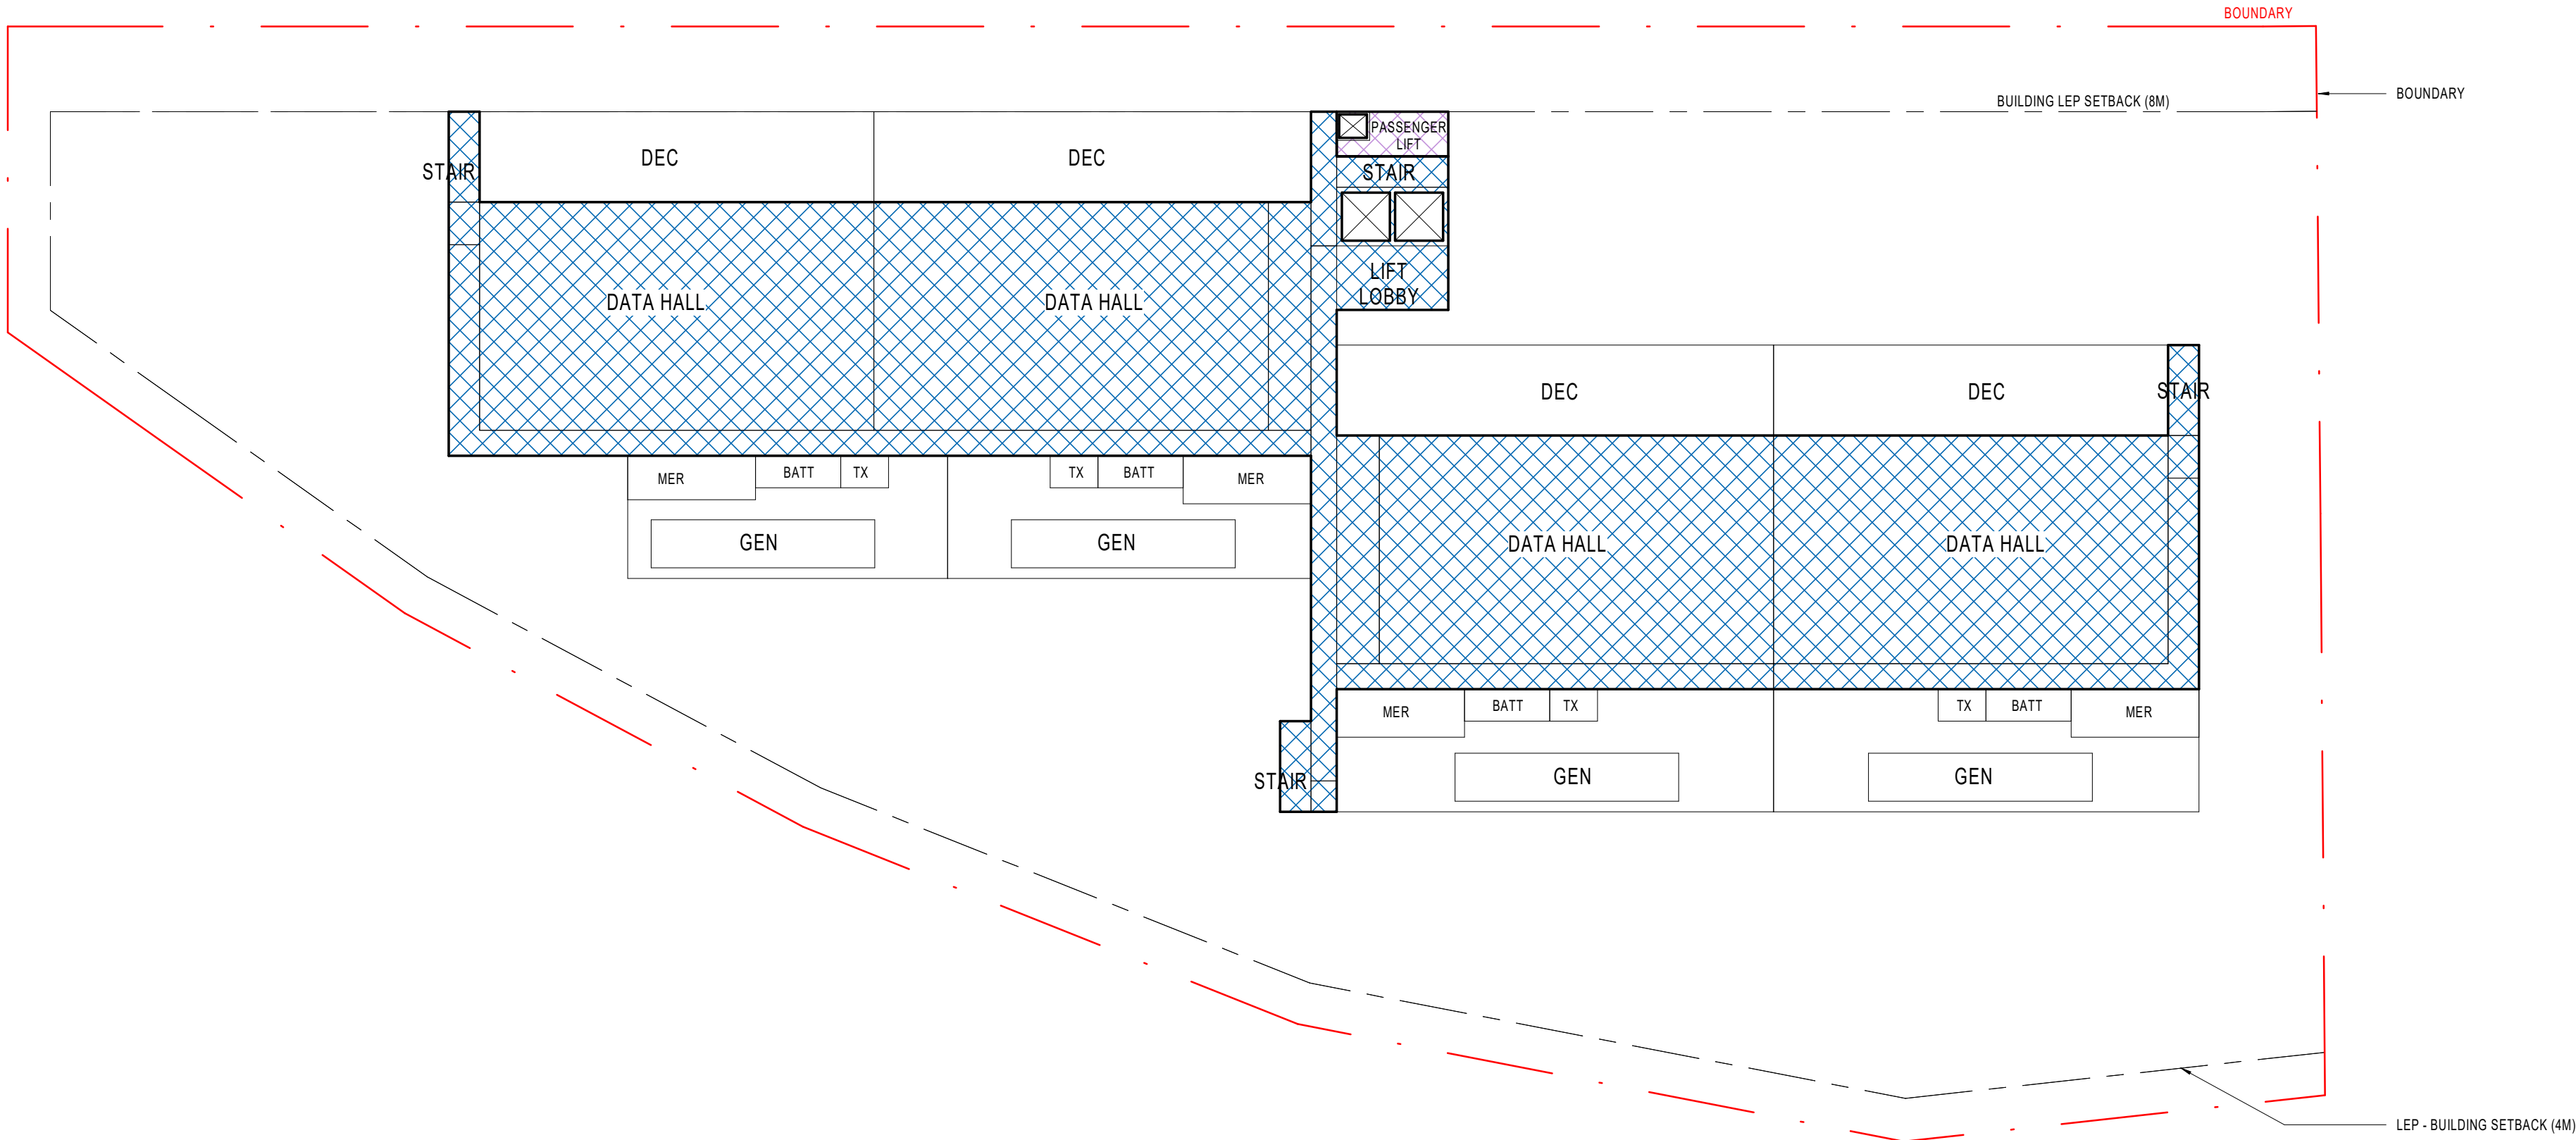 BOUNDARY
BOUNDARY
BUILDING LEP SETBACK (8M)
PASSENGER
LIFT
DEC
DEC
STAIR
STAIR
LIFT
LOBBY
DATA HALL
DATA HALL
DEC
DEC
STAIR
MER
BATT
TX
TX
BATT
MER
GEN
GEN
DATA HALL
DATA HALL
MER
BATT
TX
TX
BATT
MER
STAIR
GEN
GEN
LEP - BUILDING SETBACK (4M)